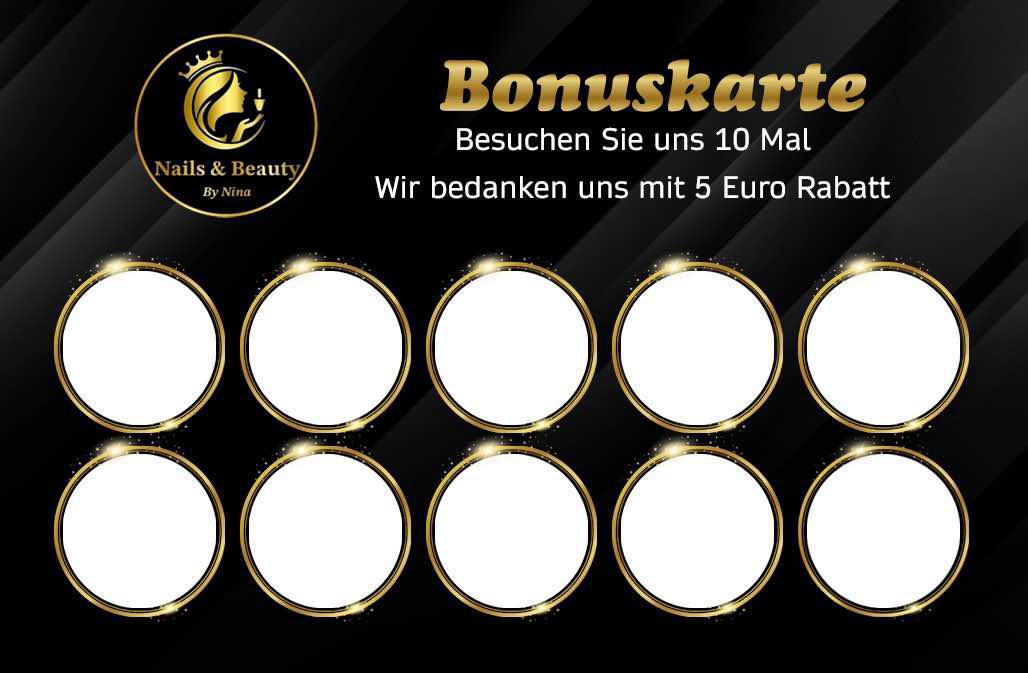 Nails & Beauty
By Nina
Bonuskarte
Besuchen Sie uns 10 Mal
Wir bedanken uns mit 5 Euro Rabatt